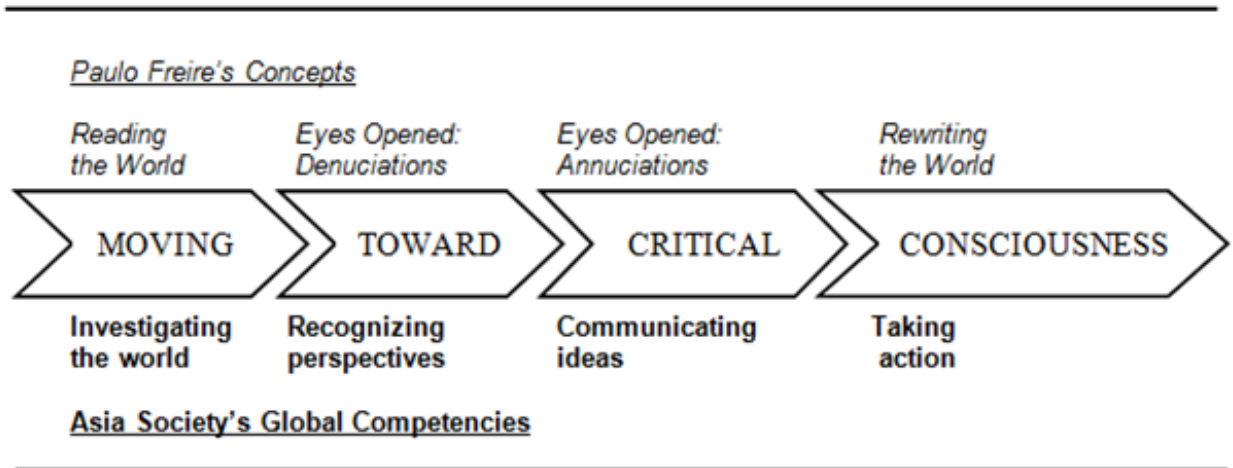 Paulo Freire's Concepts
Reading
the World
Eyes Opened:
Denuciations
Eyes Opened:
Annuciations
Rewriting
the World
MOVING
TOWARD
CRITICAL
CONSCIOUSNESS
Investigating
the world
Recognizing
perspectives
Communicating
ideas
Taking
action
Asia Society's Global Competencies